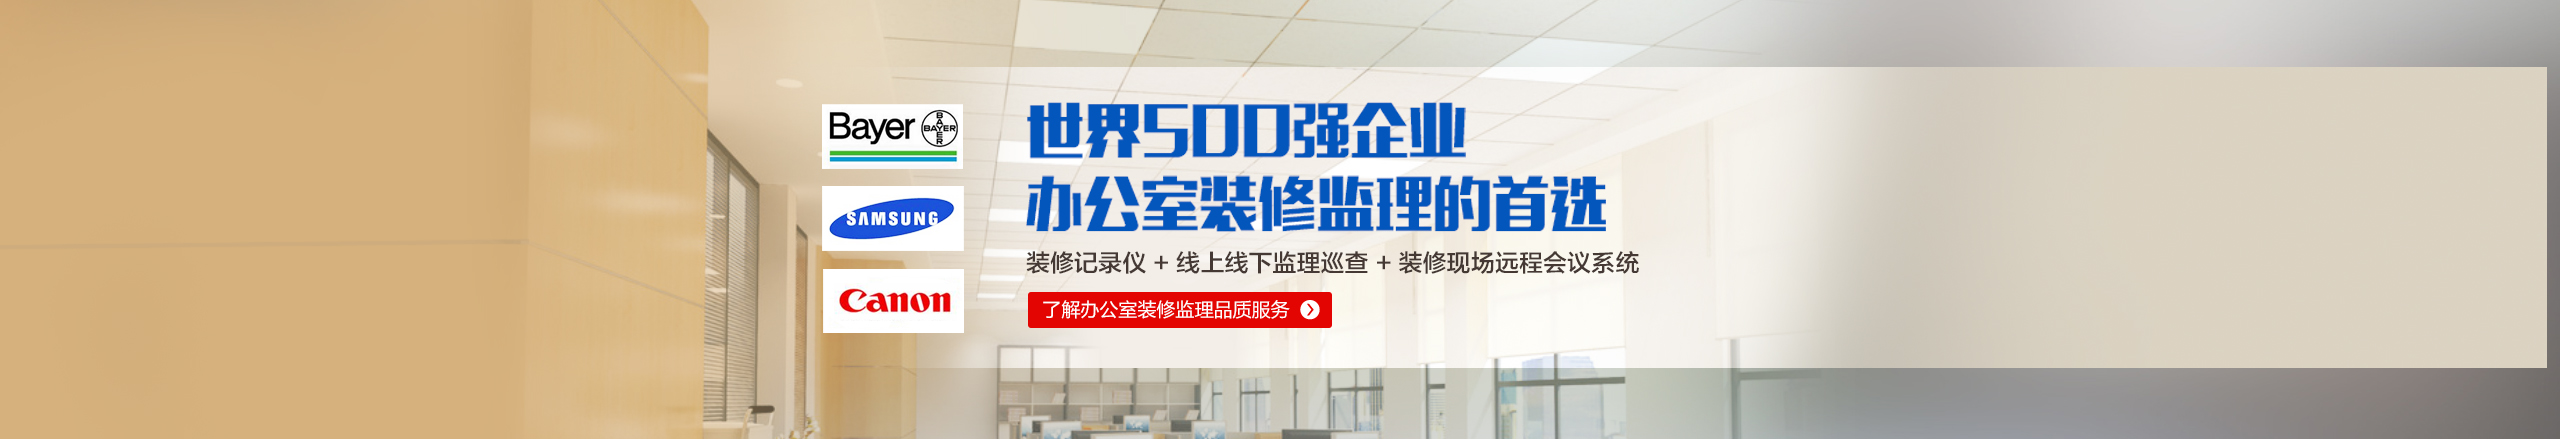 Bayer
BAYER
BAYER
SAMSUNG
Canon
世界500强企业
办公室装修监理的首选
装修记录仪 + 线上线下监理巡查 + 装修现场远程会议系统
了解办公室装修监理品质服务